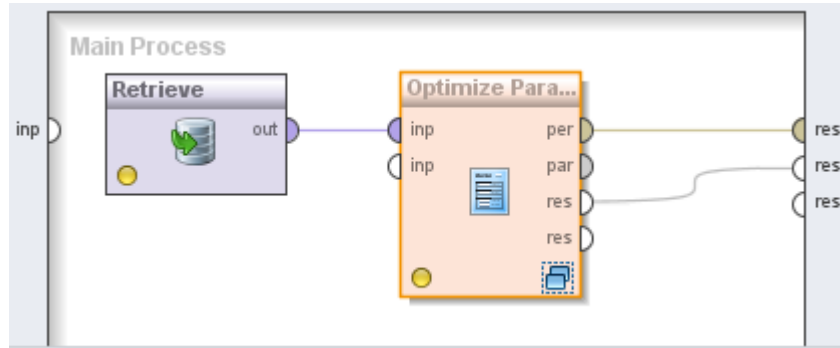 Main Process
Retrieve
Optimize Para...
inp
out
inp
per
res
inp
par
res
res
res
res